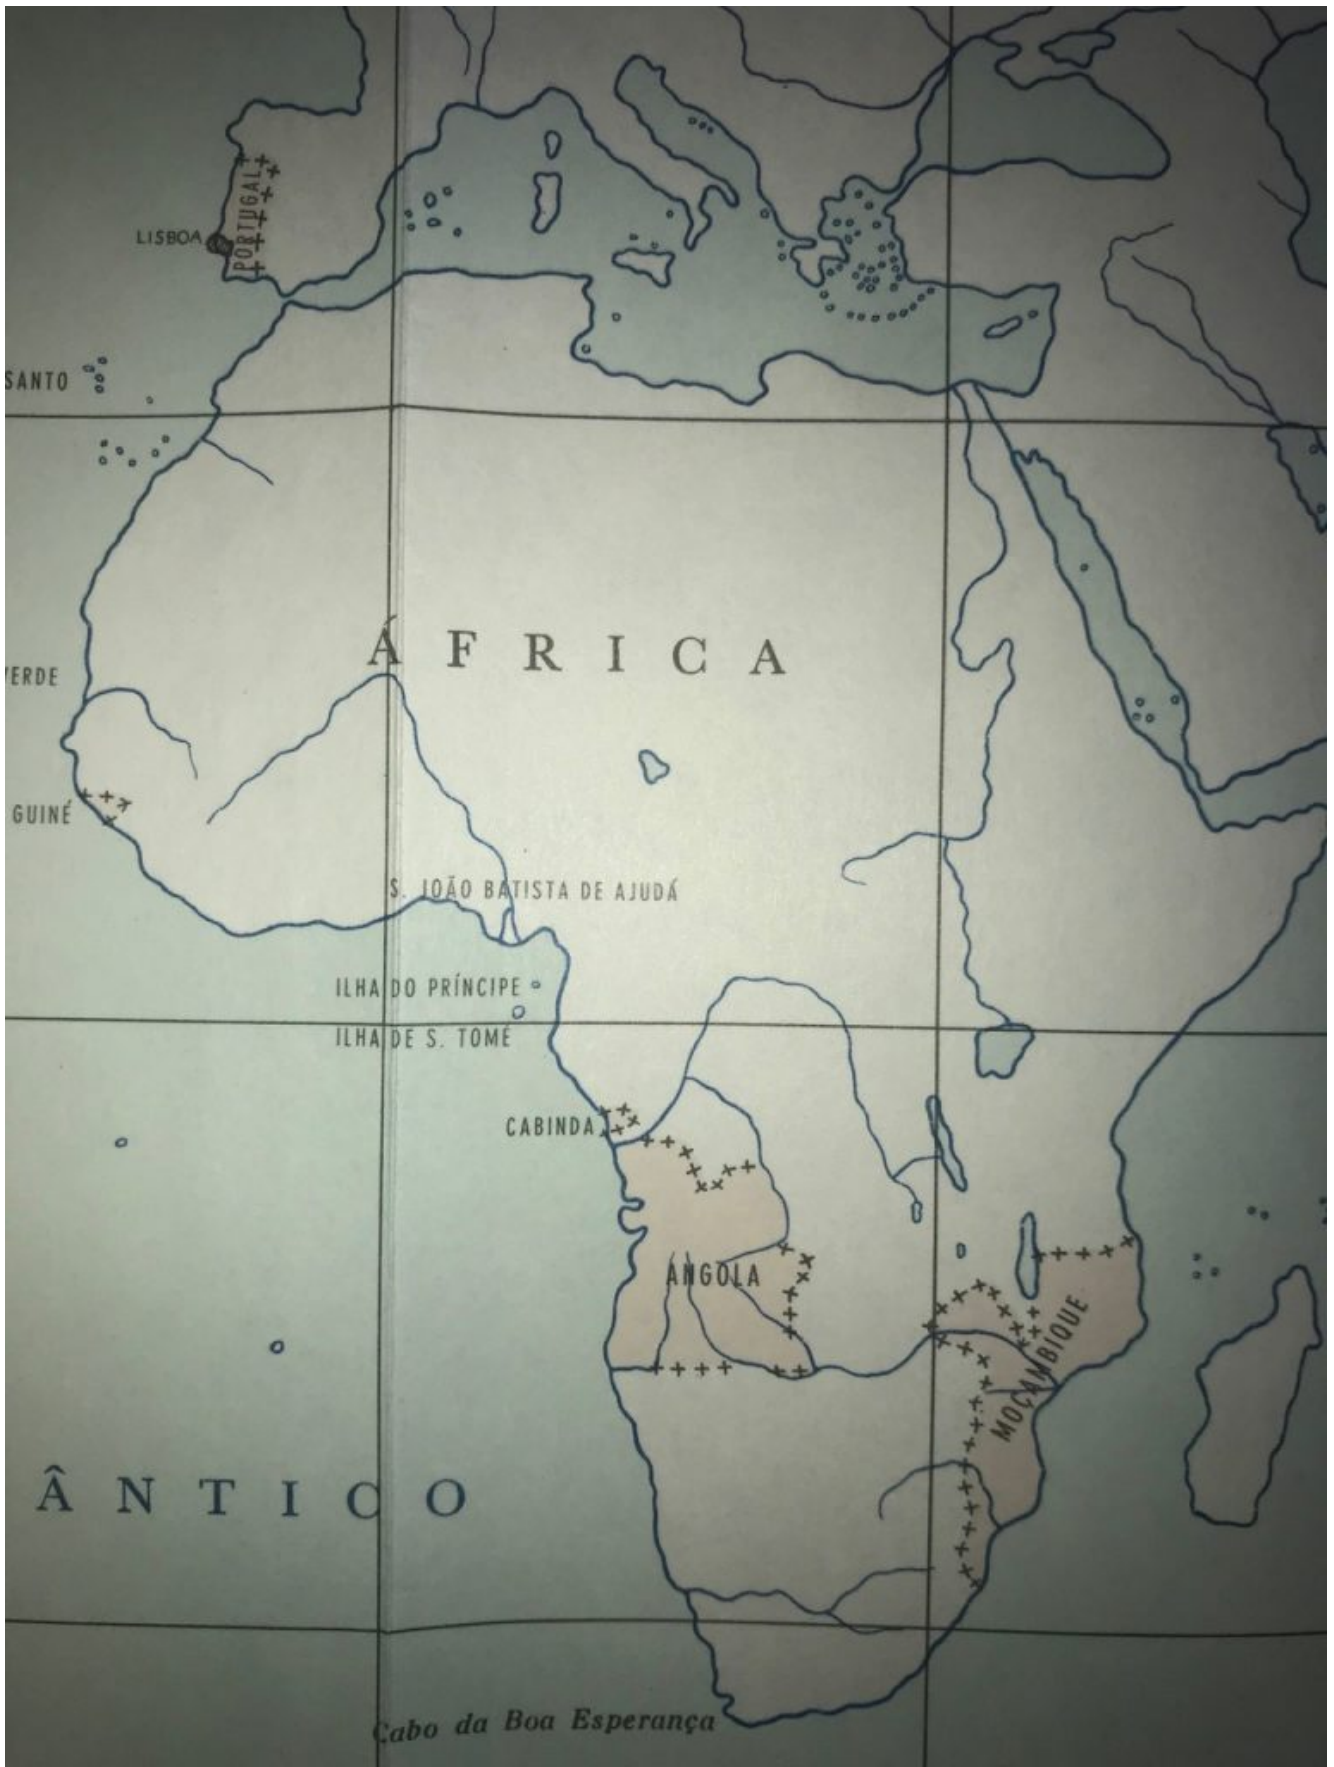 PORTUGAL
LISBOA
SANTO
ÁFRICA
VERDE
GUINÉ
S. JOÃO BATISTA DE AJUDÁ
ILHA DO PRÍNCIPE
ILHA DE S. TOMÉ
CABINDA
ANGOLA
MOÇAMBIQUE
ÂNTICO
Cabo da Boa Esperança